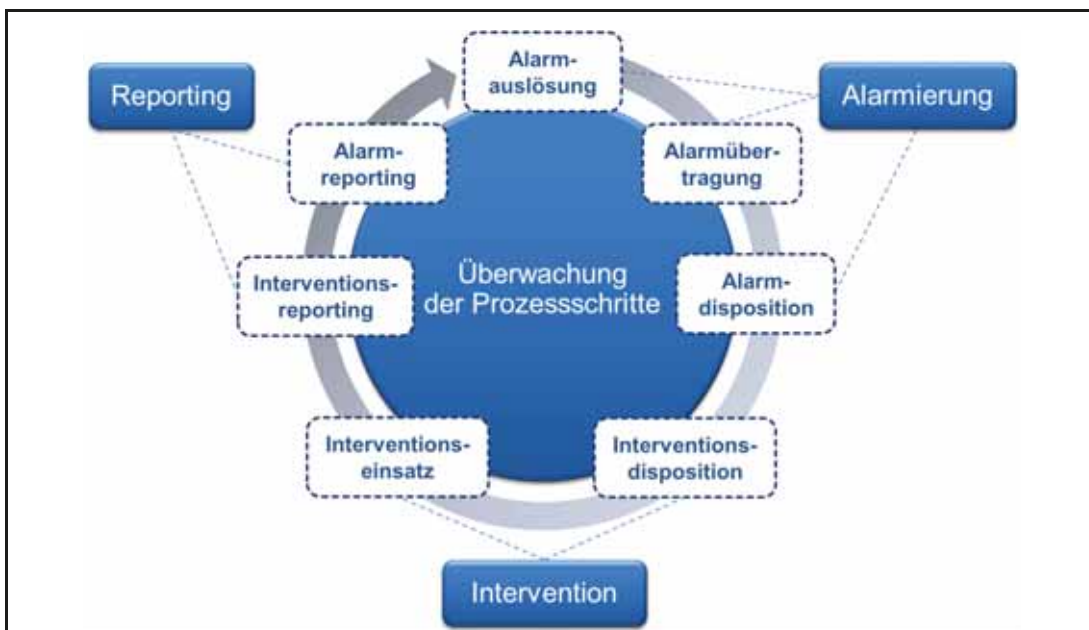 Alarm-
auslösung
Reporting
Alarmierung
Alarm-
reporting
Alarmüber-
tragung
Interventions-
reporting
Überwachung
der Prozessschritte
Alarm-
disposition
Interventions-
einsatz
Interventions-
disposition
Intervention